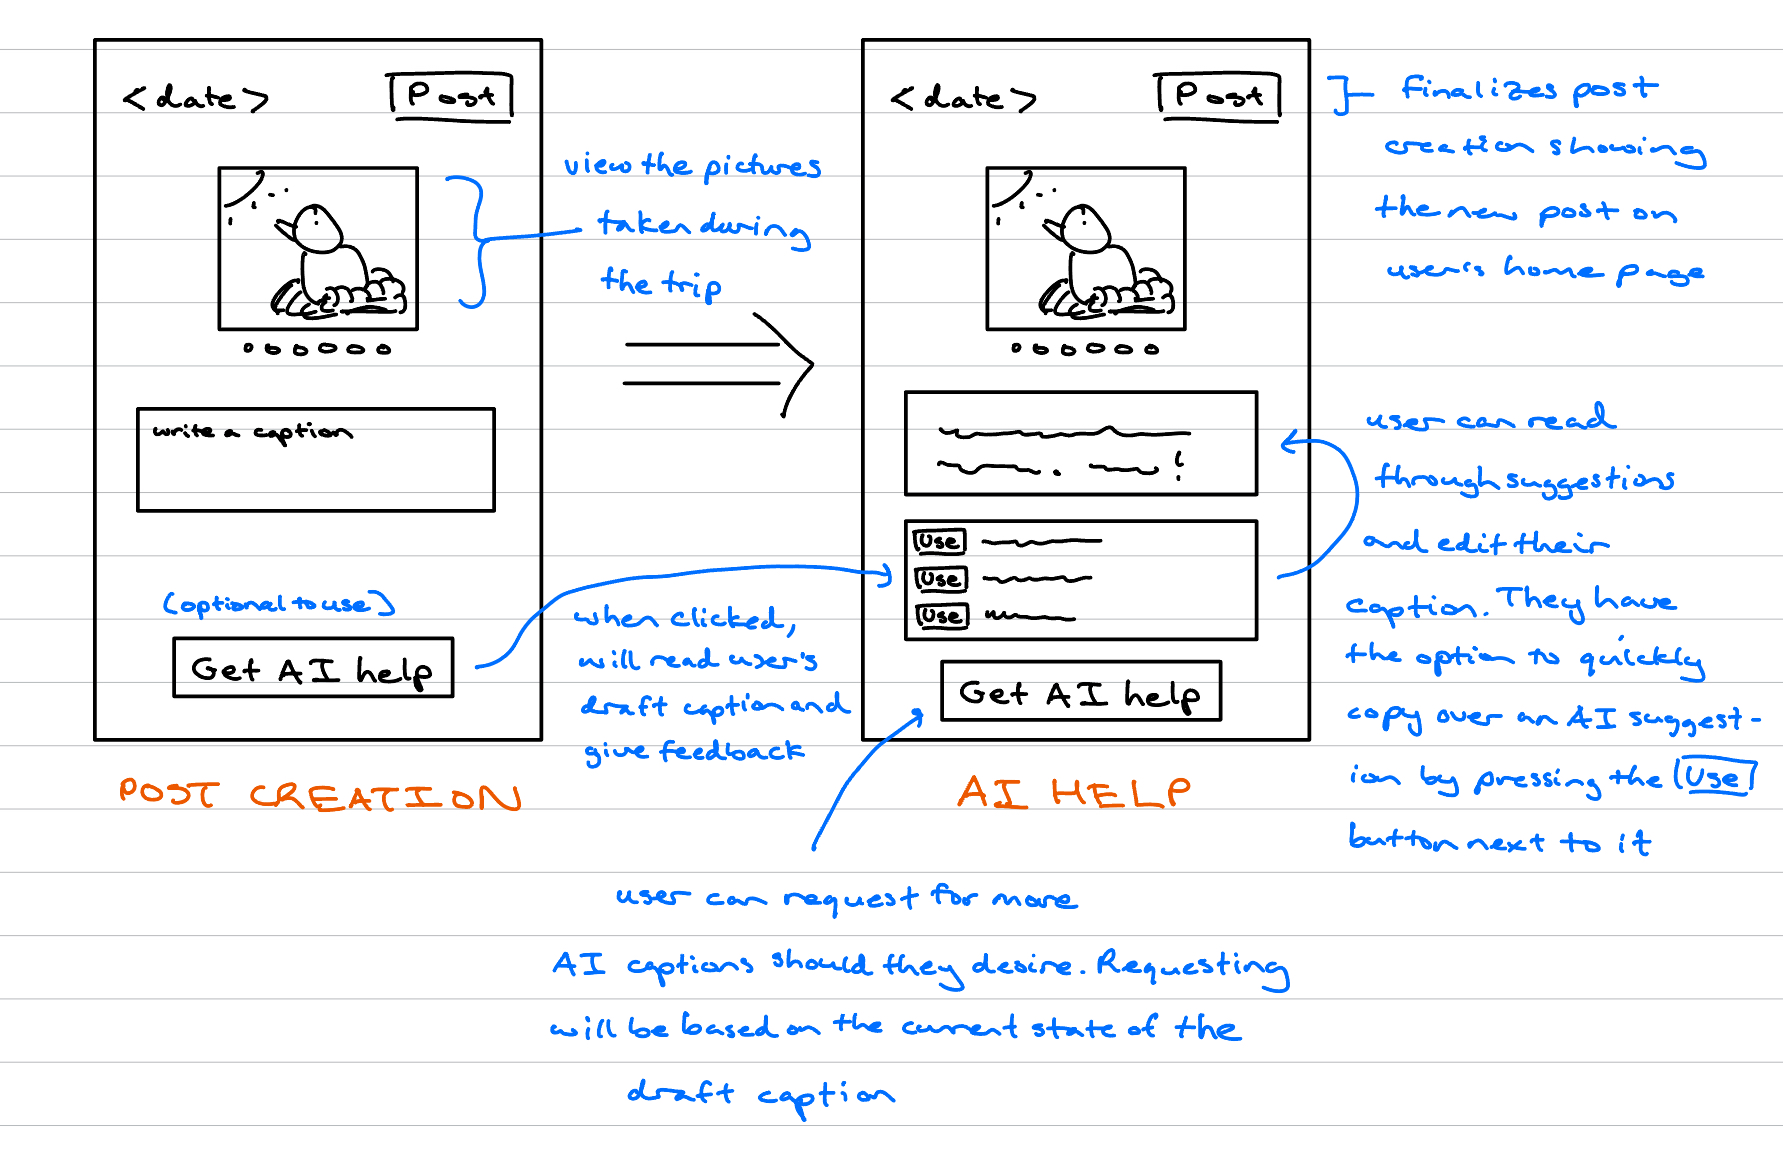 <date>
Post
view the pictures
taken during
the trip
write a caption
(optional to use)
Get AI help
when clicked,
will read user's
draft caption and
give feedback
POST CREATION
<date>
Post
Finalizes post
creation showing
the new post on
user's home page
Use
Use
Use
Get AI help
AI HELP
user can read
through suggestions
and edit their
caption. They have
the option to quickly
copy over an AI suggest-
ion by pressing the Use
button next to it
user can request for more
AI captions should they desire. Requesting
will be based on the current state of the
draft caption